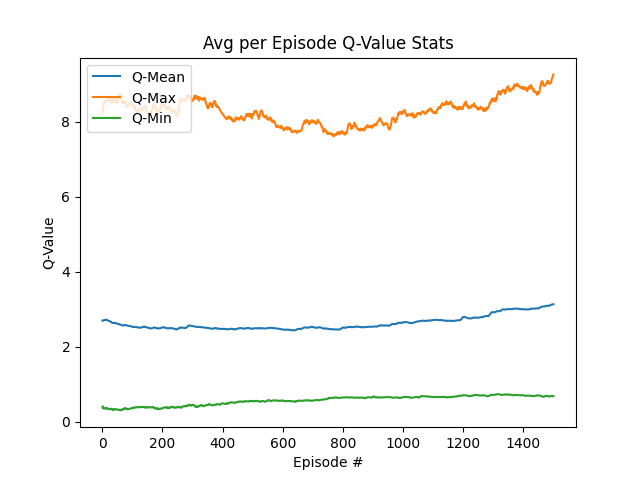 Avg per Episode Q-Value Stats
Q-Mean
Q-Max
Q-Min
Q-Value
8
6
4
2
0
0 200 400 600 800 1000 1200 1400
Episode #